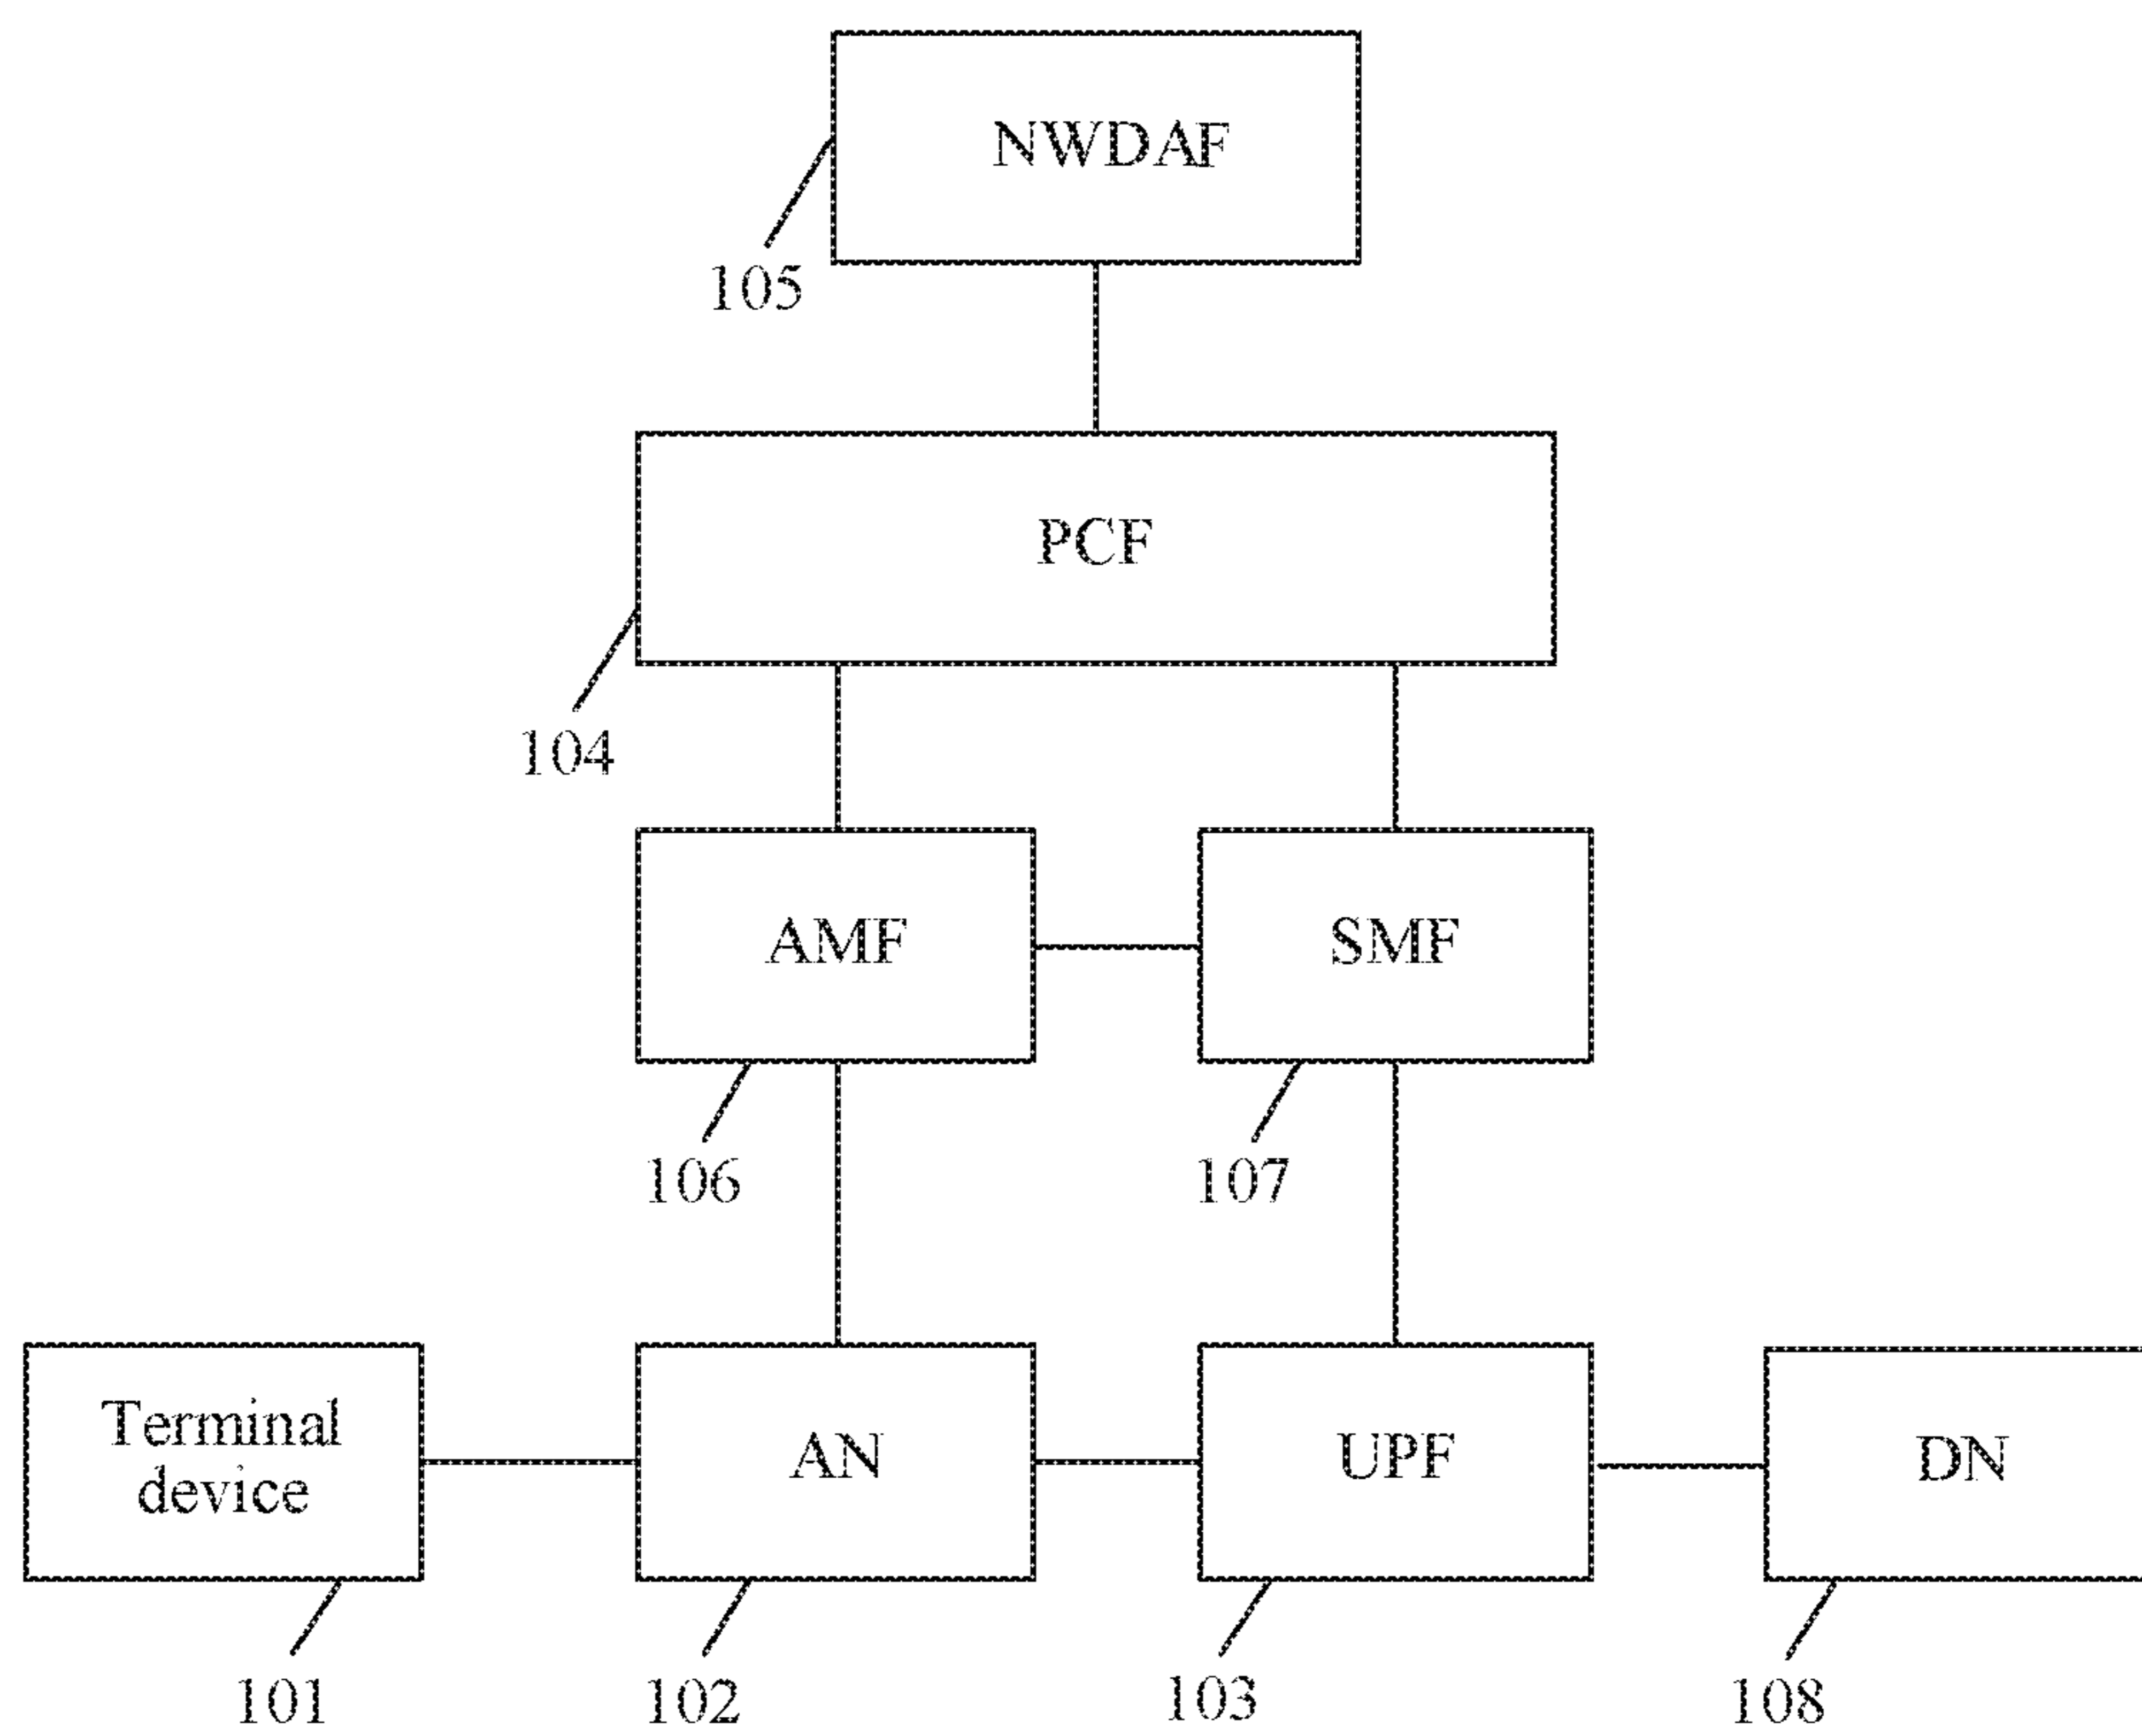 NWDAF
105
PCF
104
AMF
SMF
106
107
Terminal
device
AN
UPF
DN
101
102
103
108